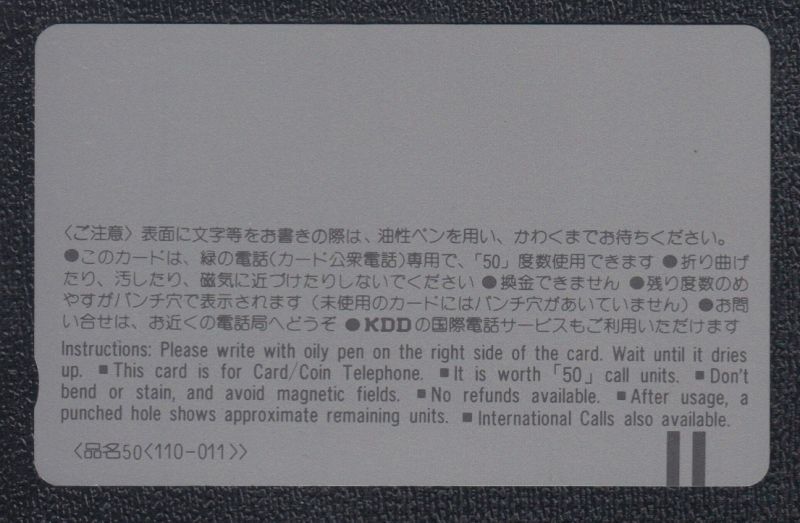 〈ご注意〉表面に文字等をお書きの際は、油性ペンを用い、かわくまでお待ちください。
●このカードは、緑の電話(カード公衆電話)専用で、「50」度数使用できます ●折り曲げ
たり、汚したり、磁気に近づけたりしないでください ●換金できません ●残り度数のめ
やすがパンチ穴で表示されます(未使用のカードにはパンチ穴があいていません) ●お問
い合せは、お近くの電話局へどうぞ ●KDDの国際電話サービスもご利用いただけます
Instructions: Please write with oily pen on the right side of the card. Wait until it dries
up. ■This card is for Card/Coin Telephone. ■It is worth「50」call units. ■Don't
bend or stain, and avoid magnetic fields. ■No refunds available. ■After usage, a
punched hole shows approximate remaining units. ■International Calls also available.
〈品名50〈110-011〉〉